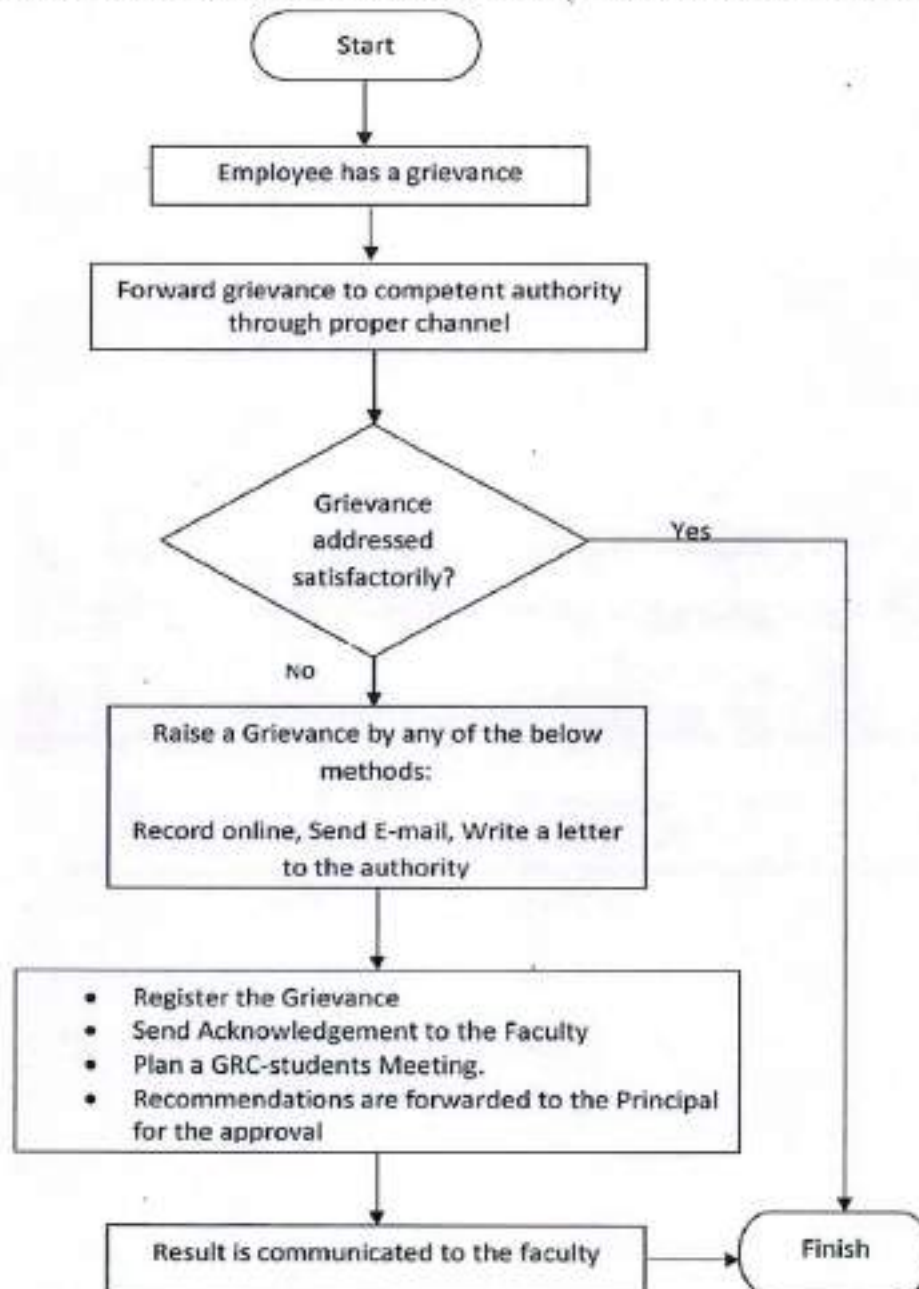 Start
Employee has a grievance
Forward grievance to competent authority
through proper channel
Grievance
addressed
satisfactorily?
Yes
No
Raise a Grievance by any of the below
methods:
Record online, Send E-mail, Write a letter
to the authority
• Register the Grievance
• Send Acknowledgement to the Faculty
• Plan a GRC-students Meeting.
• Recommendations are forwarded to the Principal
for the approval
Result is communicated to the faculty
Finish